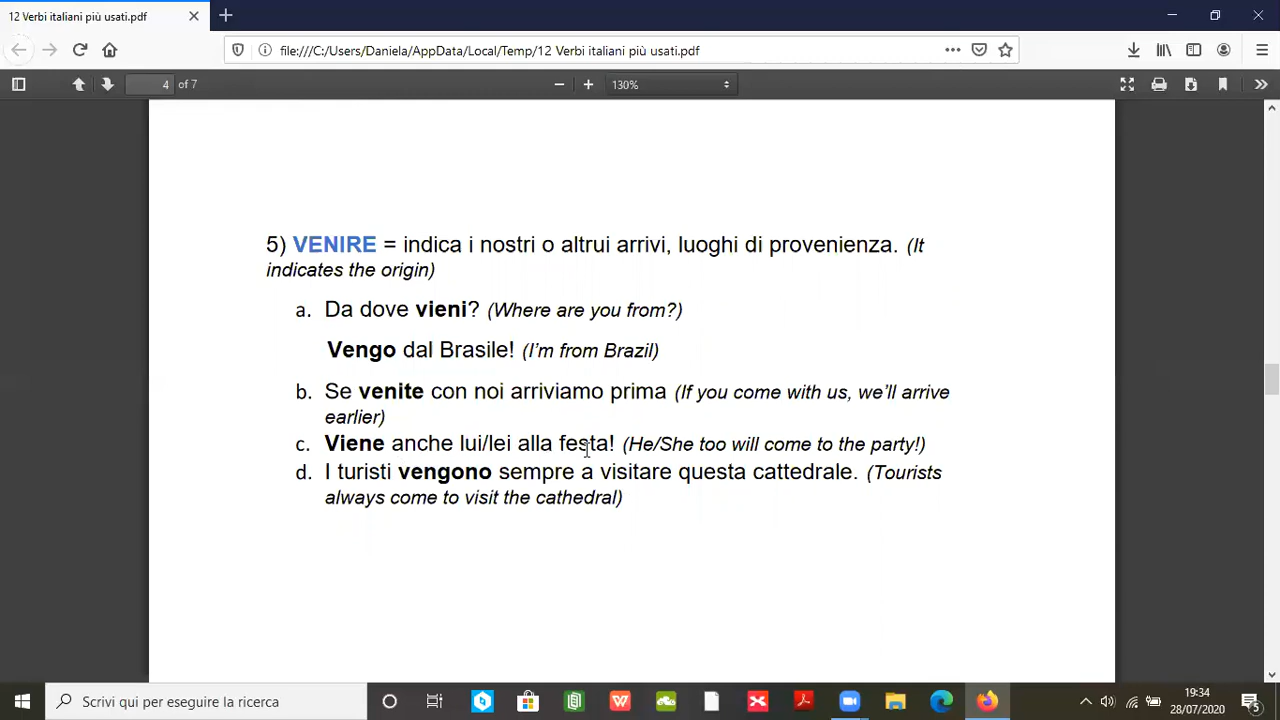 12 Verbi italiani più usati.pdf
file:///C:/Users/Daniela/AppData/Local/Temp/12 Verbi italiani più usati.pdf
4 of 7
130%
5) VENIRE = indica i nostri o altrui arrivi, luoghi di provenienza. (It
indicates the origin)
a. Da dove vieni? (Where are you from?)
Vengo dal Brasile! (I'm from Brazil)
b. Se venite con noi arriviamo prima (If you come with us, we'll arrive
earlier)
c. Viene anche lui/lei alla festa! (He/She too will come to the party!)
d. I turisti vengono sempre a visitare questa cattedrale. (Tourists
always come to visit the cathedral)
Scrivi qui per eseguire la ricerca
19:34
28/07/2020
5